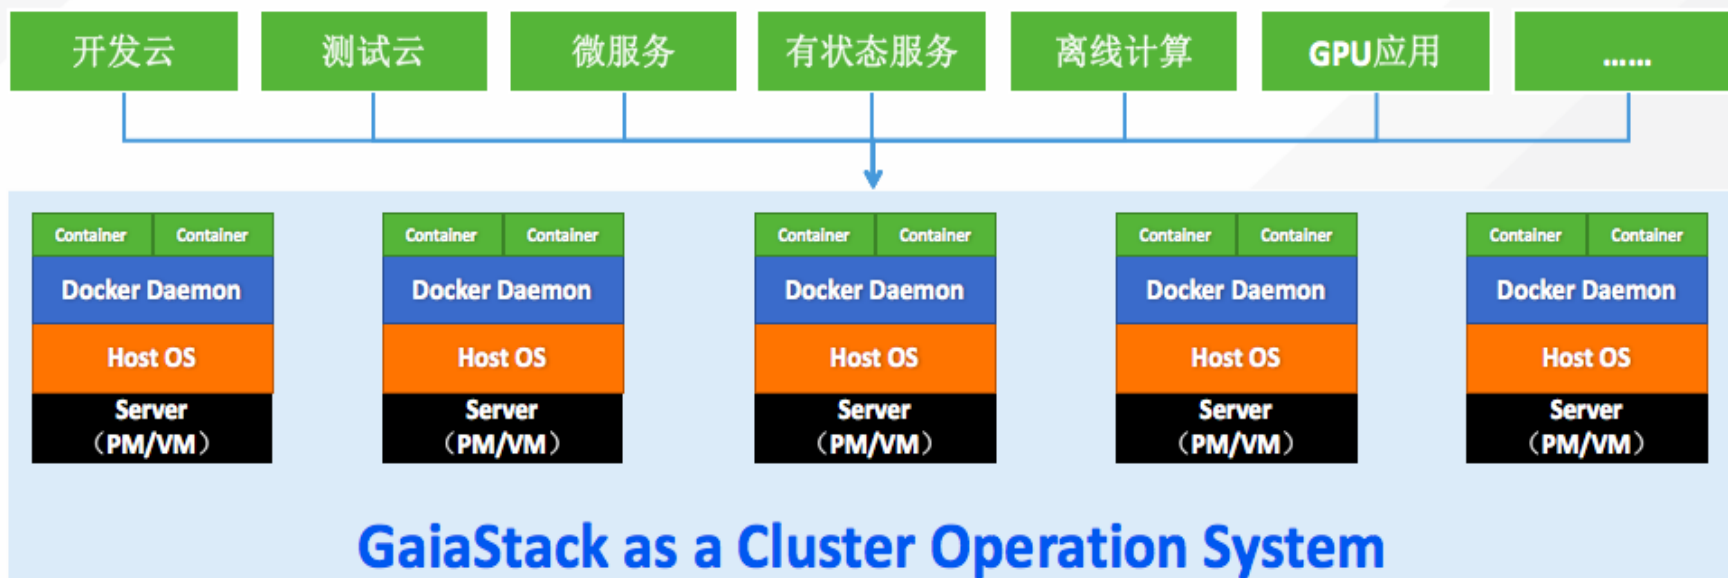 开发云
测试云
微服务
有状态服务
离线计算
GPU应用
......
Container Container
Docker Daemon
Host OS
Server
（PM/VM）
Container Container
Docker Daemon
Host OS
Server
（PM/VM）
Container Container
Docker Daemon
Host OS
Server
（PM/VM）
Container Container
Docker Daemon
Host OS
Server
（PM/VM）
Container Container
Docker Daemon
Host OS
Server
（PM/VM）
GaiaStack as a Cluster Operation System